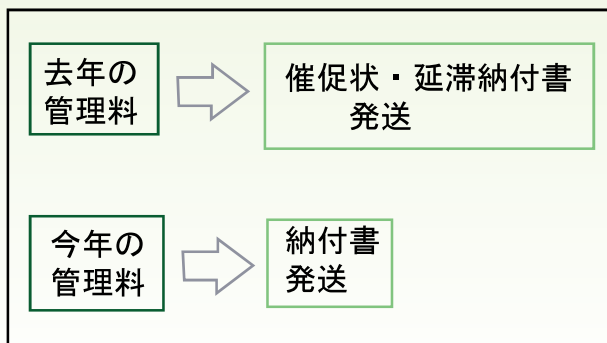 去年の
管理料
催促状・延滞納付書
発送
今年の
管理料
納付書
発送